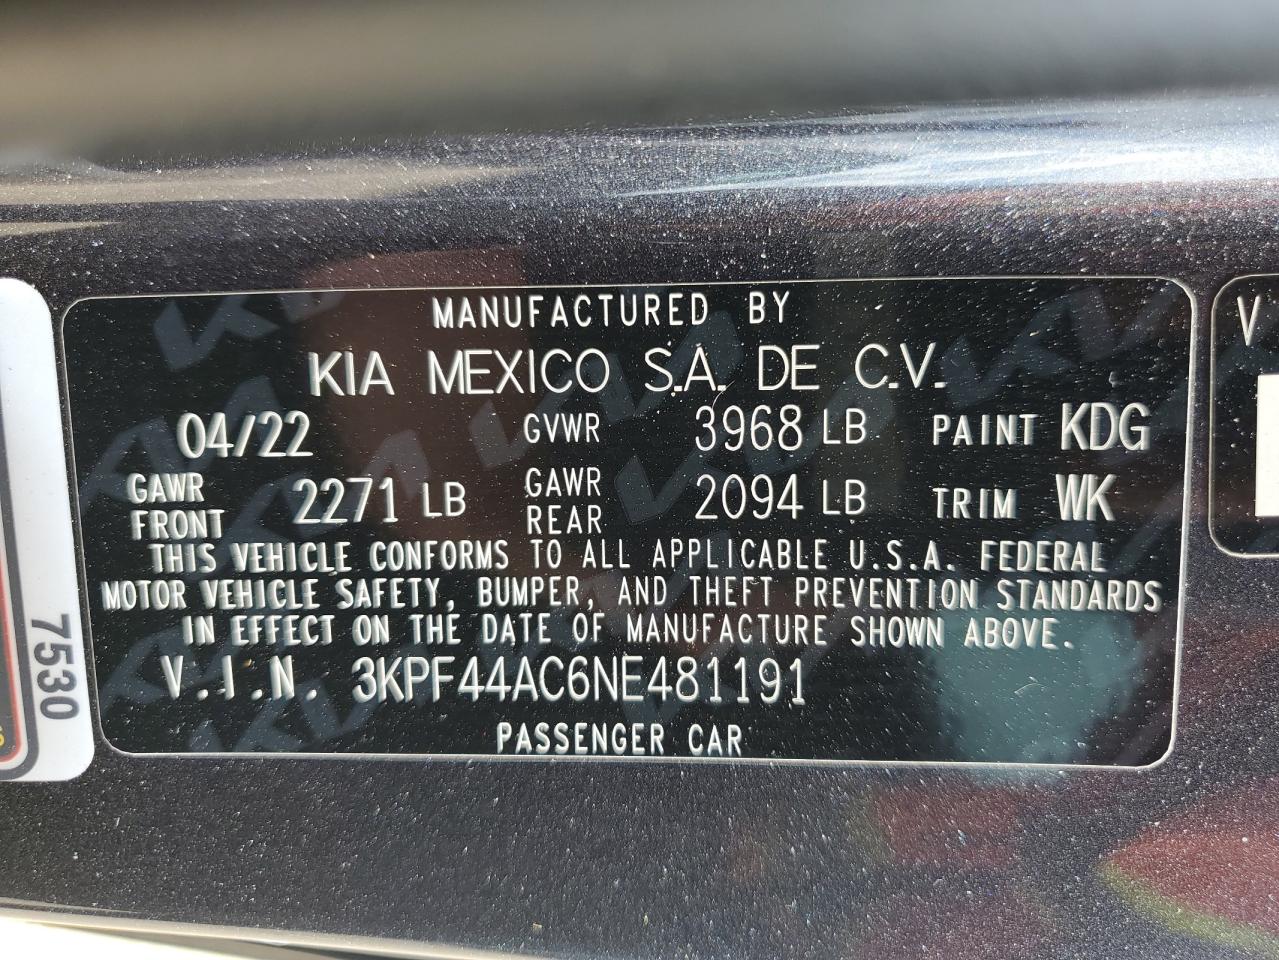 MANUFACTURED BY
KIA MEXICO S.A. DE C.V.
04/22 GVWR 3968 LB PAINT KDG
GAWR FRONT 2271 LB GAWR REAR 2094 LB TRIM WK
THIS VEHICLE CONFORMS TO ALL APPLICABLE U.S.A. FEDERAL
MOTOR VEHICLE SAFETY, BUMPER, AND THEFT PREVENTION STANDARDS
IN EFFECT ON THE DATE OF MANUFACTURE SHOWN ABOVE.
V.I.N. 3KPF44AC6NE481191
PASSENGER CAR
7530
V